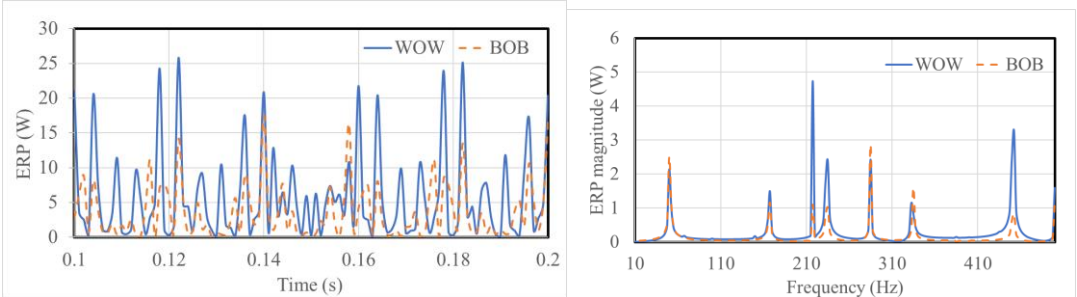 30
25
20
15
10
5
0
ERP (W)
WOW BOB
0.1 0.12 0.14 0.16 0.18 0.2
Time (s)
6
5
4
3
2
1
0
ERP magnitude (W)
WOW BOB
10 110 210 310 410
Frequency (Hz)